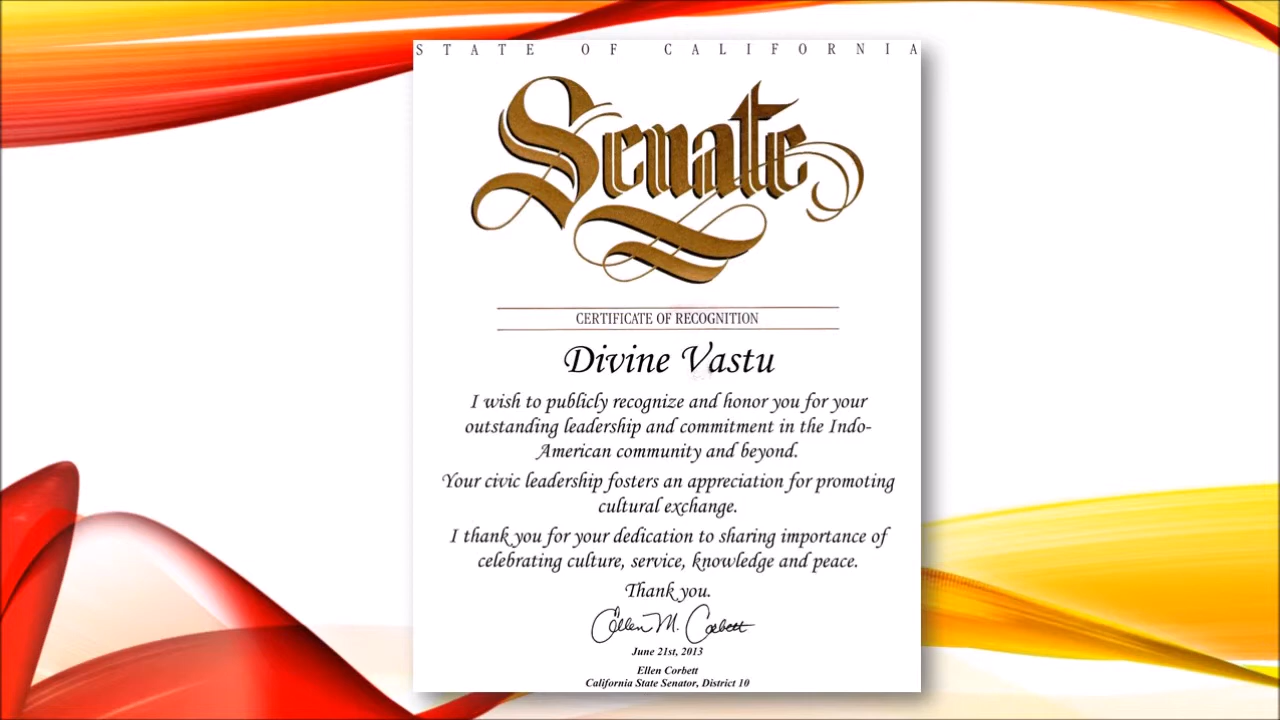 STATE OF CALIFORNIA
Senate
CERTIFICATE OF RECOGNITION
Divine Vastu
I wish to publicly recognize and honor you for your
outstanding leadership and commitment in the Indo-
American community and beyond.
Your civic leadership fosters an appreciation for promoting
cultural exchange.
I thank you for your dedication to sharing importance of
celebrating culture, service, knowledge and peace.
Thank you.
Ellen M. Corbett
June 21st, 2013
Ellen Corbett
California State Senator, District 10